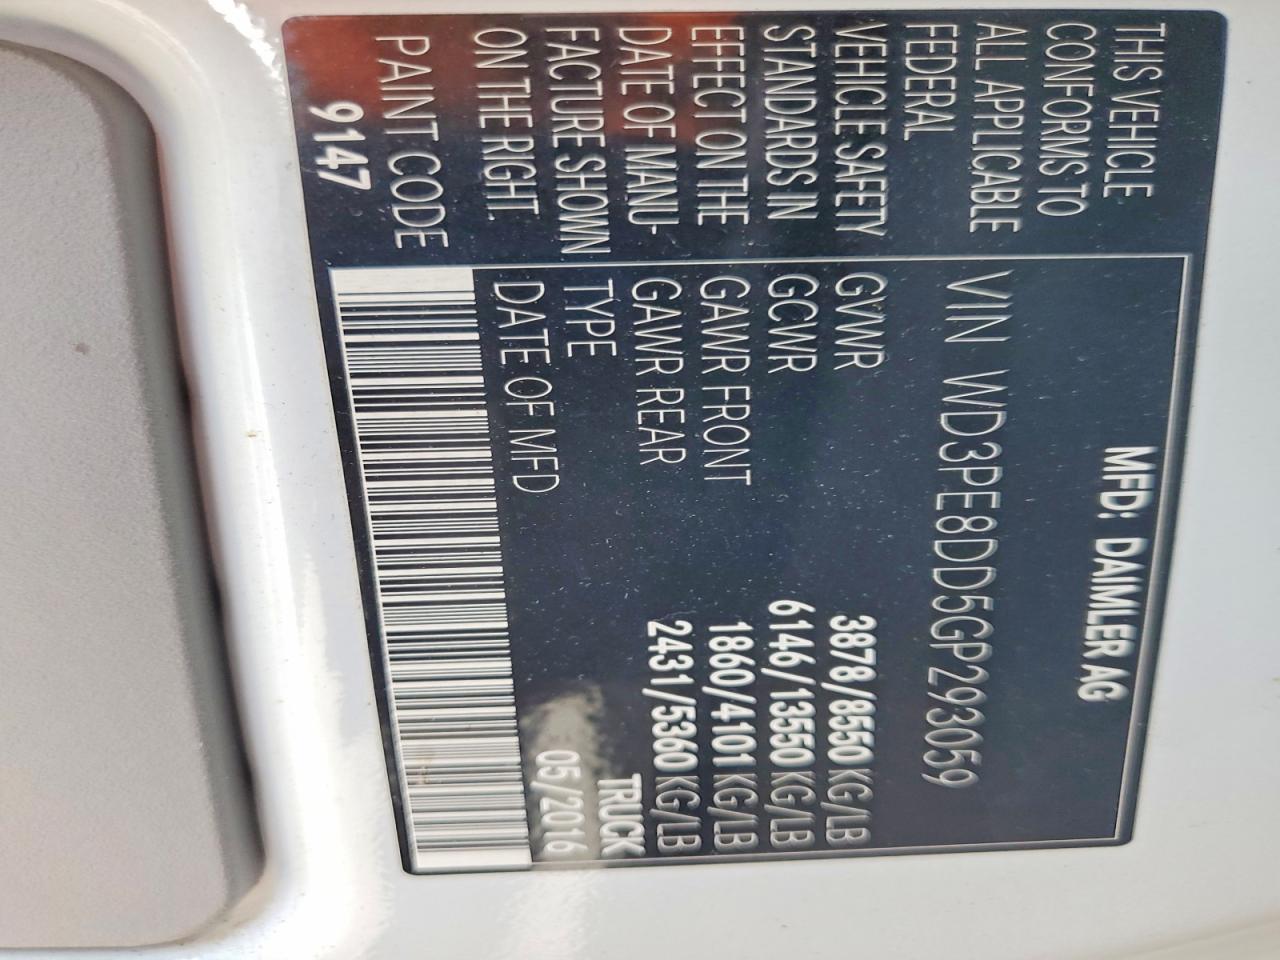 THIS VEHICLE
CONFORMS TO
ALL APPLICABLE
FEDERAL
VEHICLE SAFETY
STANDARDS IN
EFFECT ON THE
DATE OF MANU-
FACTURE SHOWN
ON THE RIGHT.
PAINT CODE
9147
MFD: DAIMLER AG
VIN WD3PE8DD5GP293059
GVWR 3878/8550 KG/LB
GCWR 6146/13550 KG/LB
GAWR FRONT 1860/4101 KG/LB
GAWR REAR 2431/5360 KG/LB
TYPE TRUCK
DATE OF MFD 05/2016